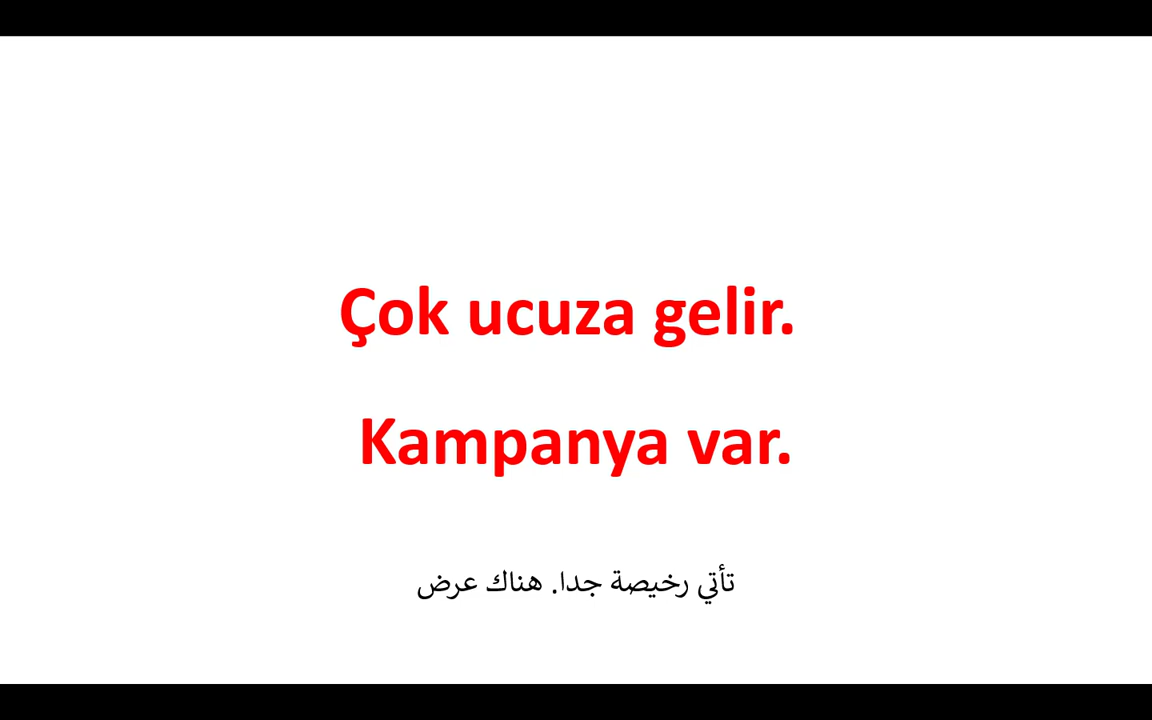 Çok ucuza gelir.
Kampanya var.
تأتي رخيصة جدا. هناك عرض